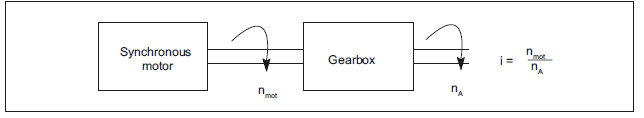 Synchronous
motor
n_mot
Gearbox
n_A
i = n_mot / n_A